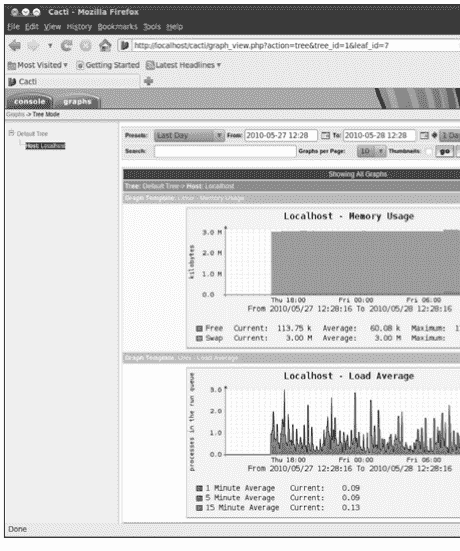 Cacti - Mozilla Firefox
File Edit View History Bookmarks Tools Help
http://localhost/cacti/graph_view.php?action=tree&tree_id=1&leaf_id=7
Most Visited Getting Started Latest Headlines
Cacti
console graphs
Graphs -> Tree Mode
Default Tree
Host: Localhost
Presets: Last Day From: 2010-05-27 12:28 To: 2010-05-28 12:28 1 Day
Search: Graphs per Page: 10 Thumbnails: go
Showing All Graphs
Tree: Default Tree-> Host: Localhost
Graph Template: Linux - Memory Usage
Localhost - Memory Usage
kilobytes
3.0 M
2.0 M
1.0 M
0.0
Thu 18:00 Fri 00:00 Fri 06:00
From 2010/05/27 12:28:16 To 2010/05/28 12:28:16
Free Current: 113.75 k Average: 60.08 k Maximum: 1
Swap Current: 3.00 M Average: 3.00 M Maximum:
Graph Template: Unix - Load Average
Localhost - Load Average
processes in the run queue
3.0
2.0
1.0
0.0
Thu 18:00 Fri 00:00 Fri 06:00
From 2010/05/27 12:28:16 To 2010/05/28 12:28:16
1 Minute Average Current: 0.09
5 Minute Average Current: 0.09
15 Minute Average Current: 0.13
Done